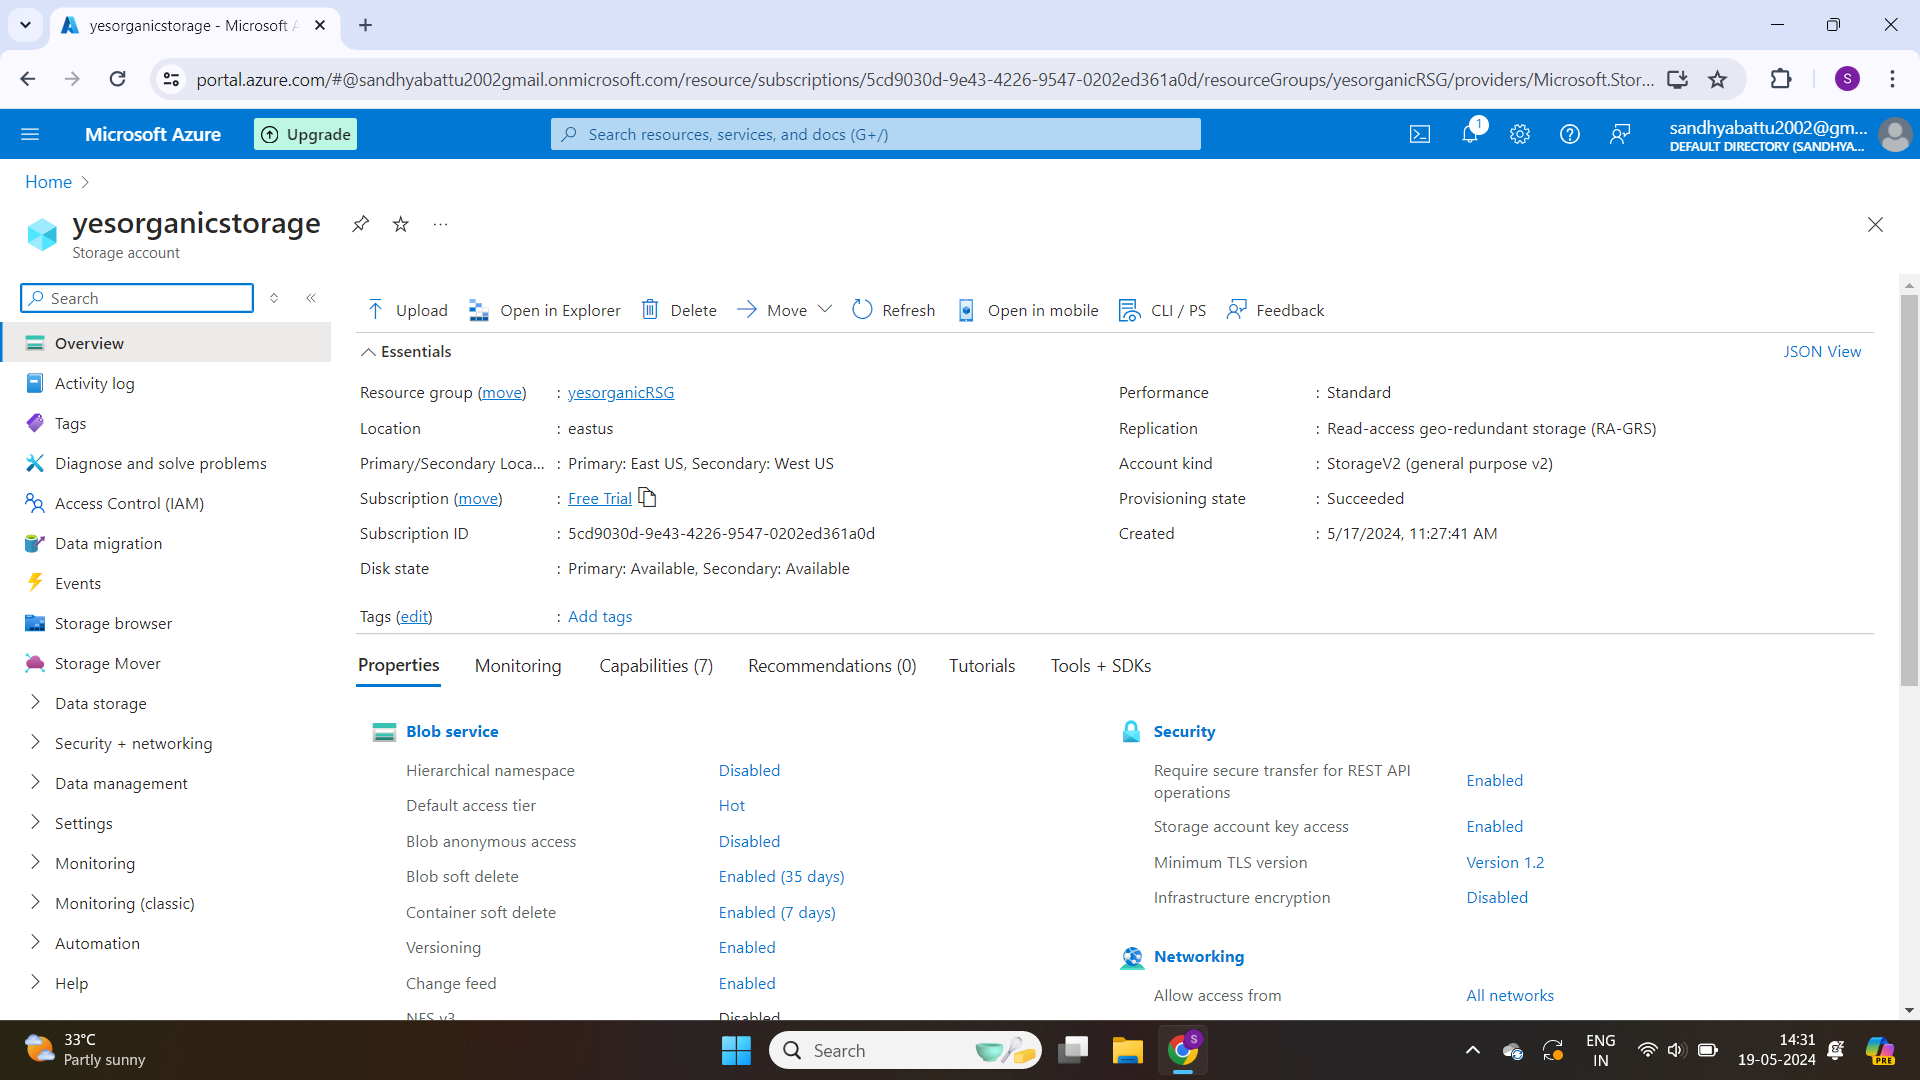 yesorganicstorage - Microsoft A
portal.azure.com/#@sandhyabattu2002gmail.onmicrosoft.com/resource/subscriptions/5cd9030d-9e43-4226-9547-0202ed361a0d/resourceGroups/yesorganicRSG/providers/Microsoft.Stor...
S
Microsoft Azure
Upgrade
Search resources, services, and docs (G+/)
1
sandhyabattu2002@gm...
DEFAULT DIRECTORY (SANDHYA...
Home
yesorganicstorage
Storage account
Search
Overview
Activity log
Tags
Diagnose and solve problems
Access Control (IAM)
Data migration
Events
Storage browser
Storage Mover
Data storage
Security + networking
Data management
Settings
Monitoring
Monitoring (classic)
Automation
Help
Upload Open in Explorer Delete Move Refresh Open in mobile CLI / PS Feedback
Essentials
JSON View
Resource group (move) : yesorganicRSG
Location : eastus
Primary/Secondary Loca... : Primary: East US, Secondary: West US
Subscription (move) : Free Trial
Subscription ID : 5cd9030d-9e43-4226-9547-0202ed361a0d
Disk state : Primary: Available, Secondary: Available
Tags (edit) : Add tags
Performance : Standard
Replication : Read-access geo-redundant storage (RA-GRS)
Account kind : StorageV2 (general purpose v2)
Provisioning state : Succeeded
Created : 5/17/2024, 11:27:41 AM
Properties Monitoring Capabilities (7) Recommendations (0) Tutorials Tools + SDKs
Blob service
Hierarchical namespace Disabled
Default access tier Hot
Blob anonymous access Disabled
Blob soft delete Enabled (35 days)
Container soft delete Enabled (7 days)
Versioning Enabled
Change feed Enabled
NFS v3 Disabled
Security
Require secure transfer for REST API
operations
Enabled
Storage account key access Enabled
Minimum TLS version Version 1.2
Infrastructure encryption Disabled
Networking
Allow access from All networks
33°C
Partly sunny
Search
S
ENG
IN
14:31
19-05-2024
PRE